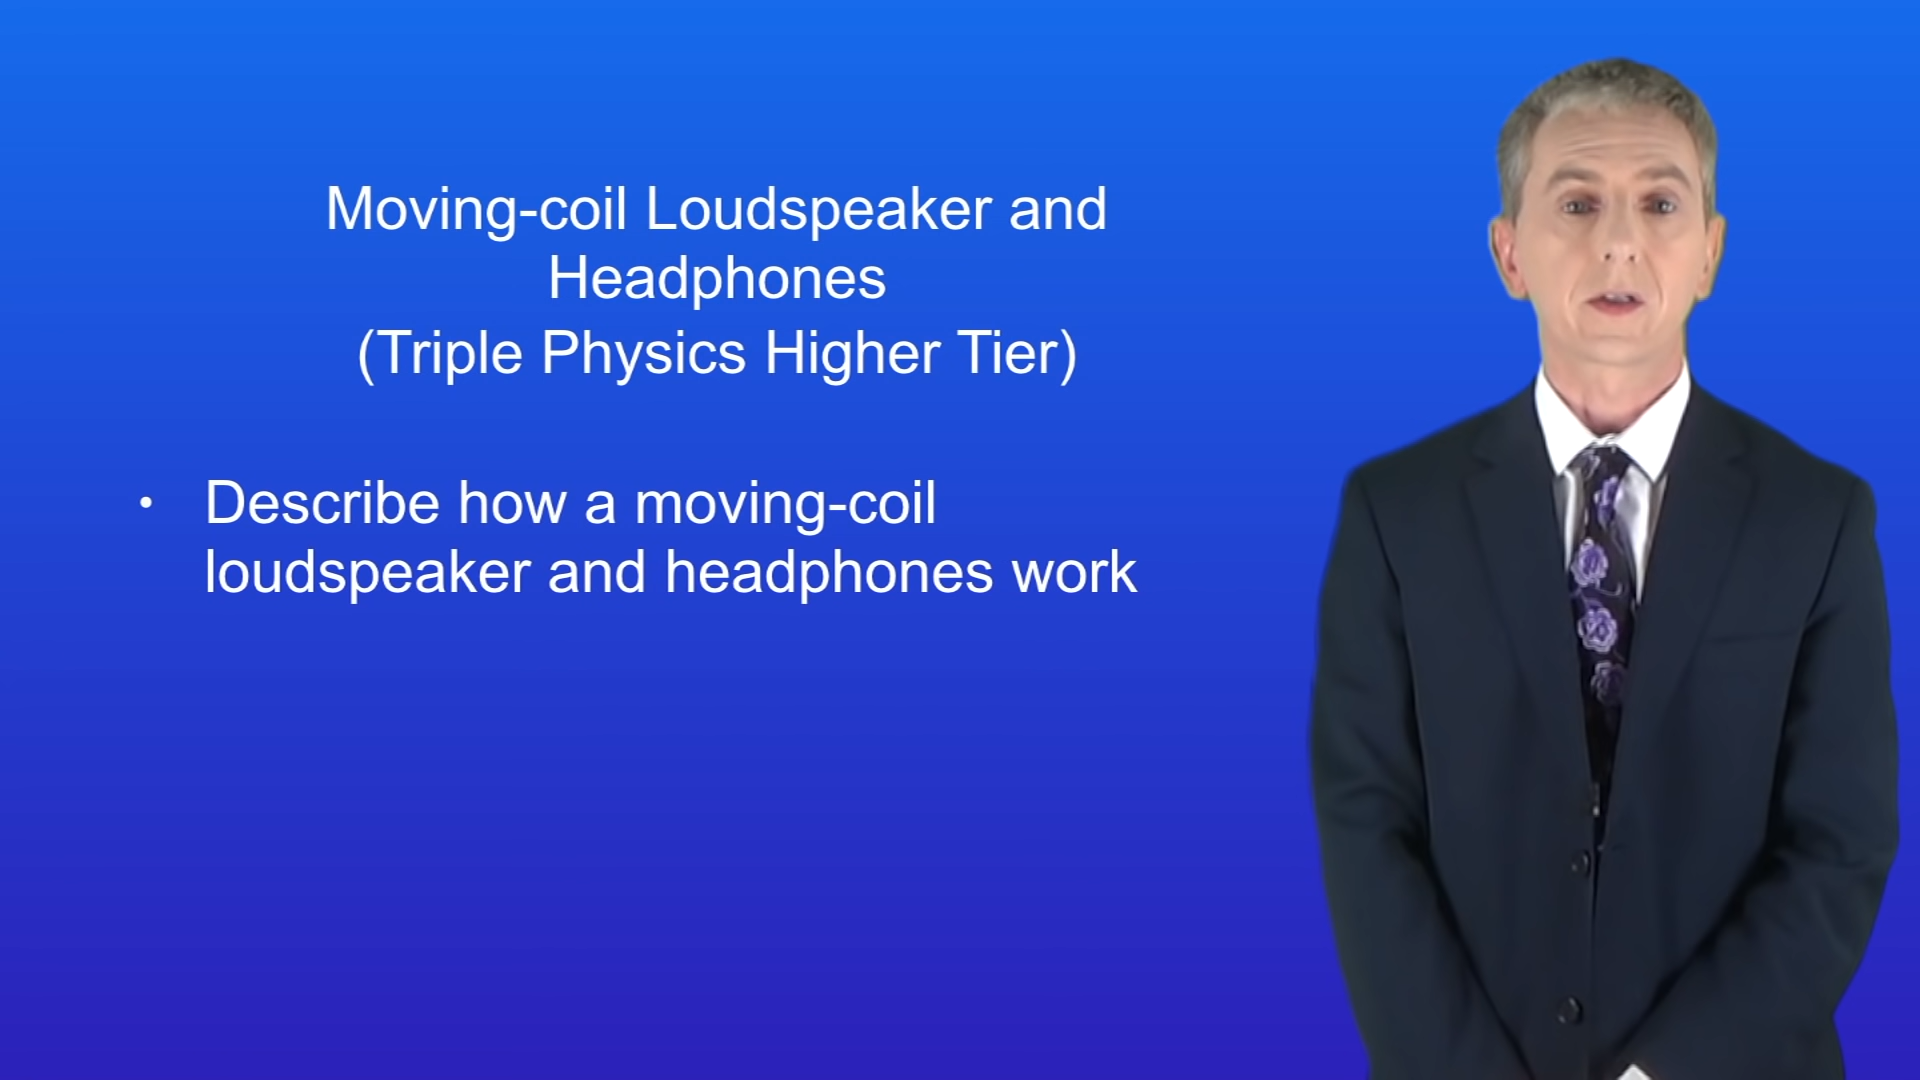 Moving-coil Loudspeaker and
Headphones
(Triple Physics Higher Tier)
• Describe how a moving-coil
loudspeaker and headphones work